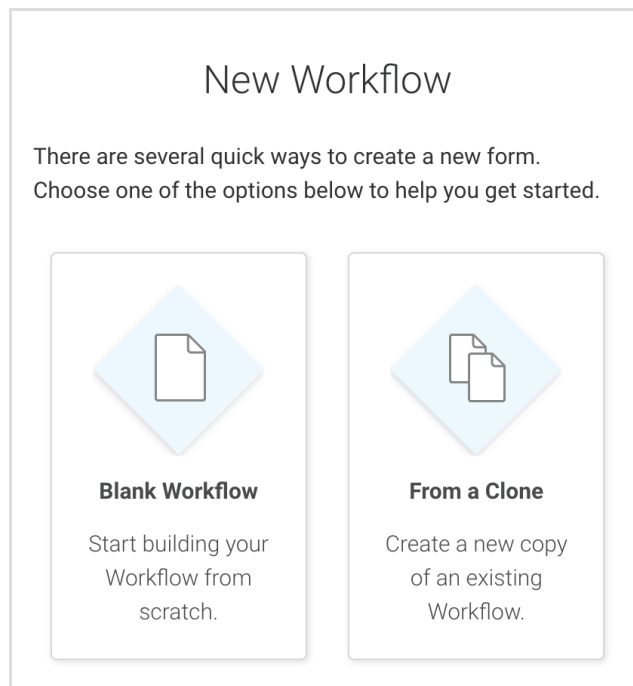 New Workflow
There are several quick ways to create a new form.
Choose one of the options below to help you get started.
Blank Workflow
Start building your
Workflow from
scratch.
From a Clone
Create a new copy
of an existing
Workflow.